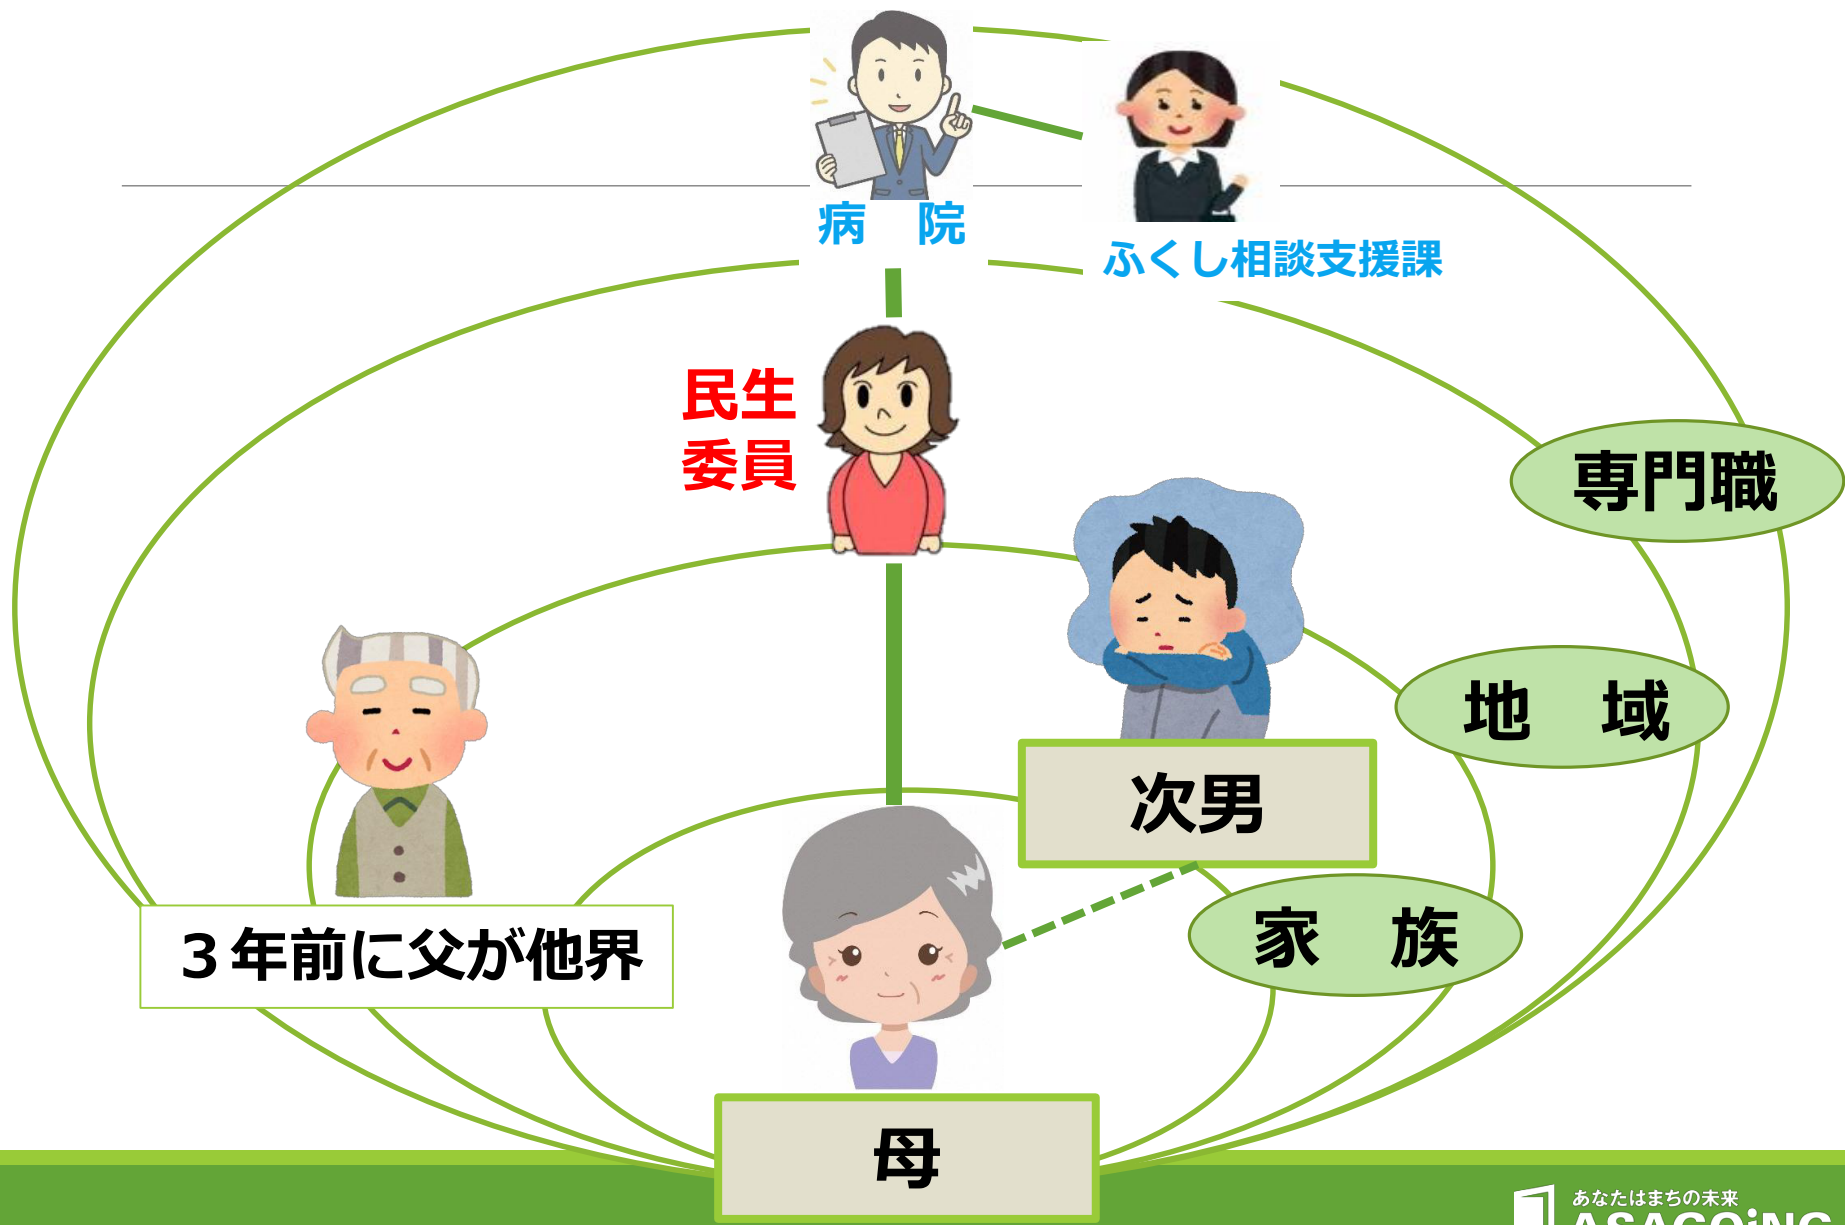 病　院
ふくし相談支援課
民生
委員
専門職
地　域
次男
家　族
３年前に父が他界
母
あなたはまちの未来
ASAGOiNG